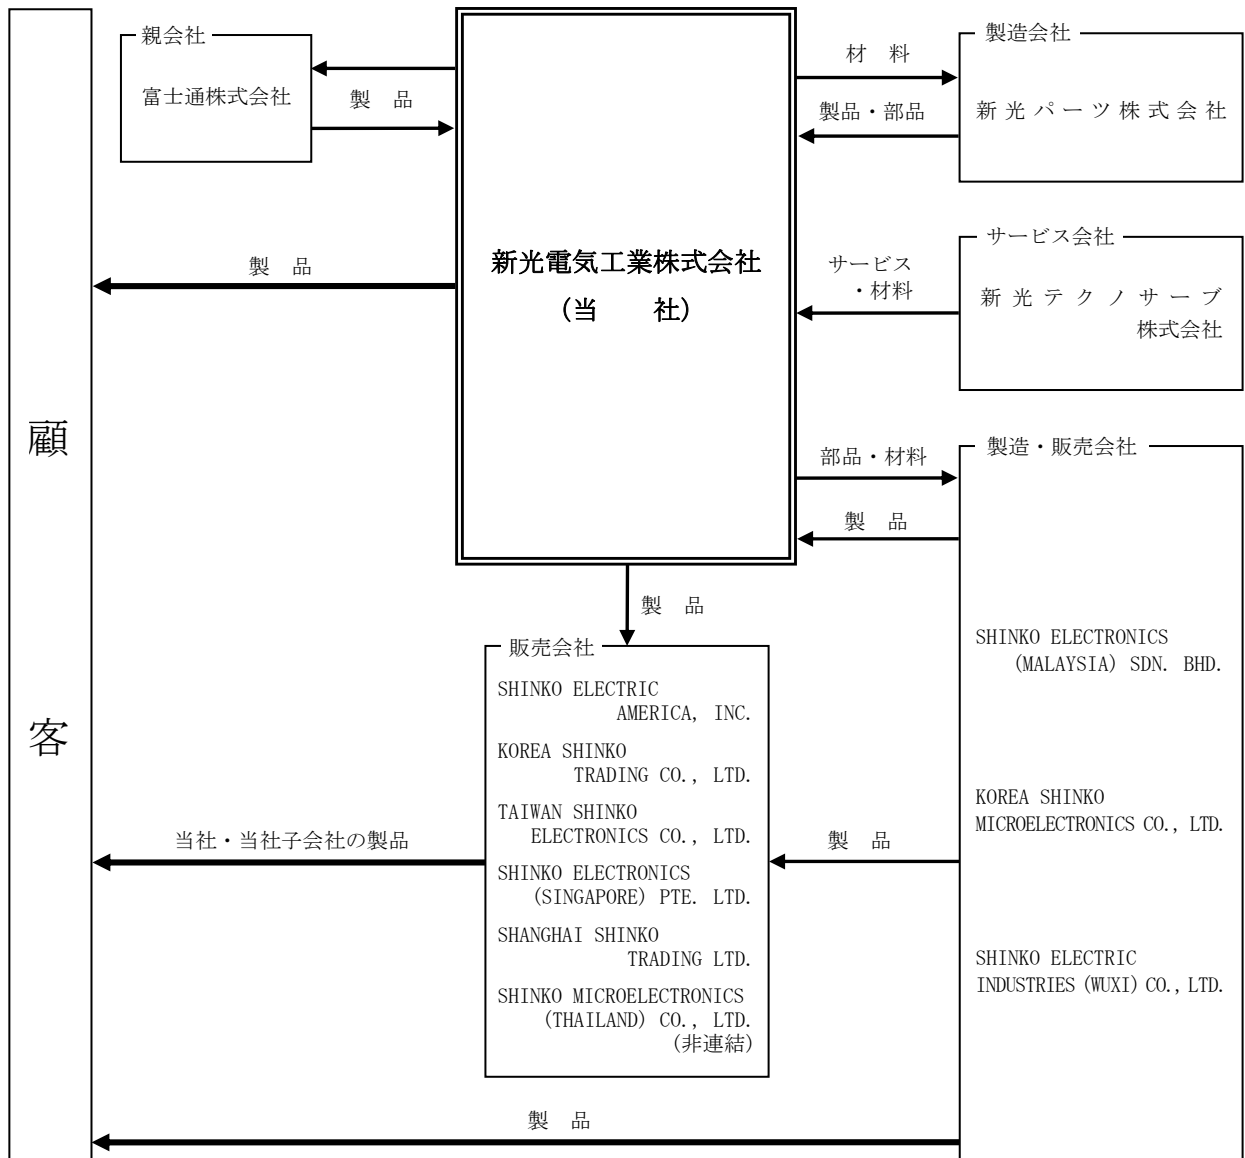 親会社
富士通株式会社
製 品
製 品
新光電気工業株式会社
(当 社)
材 料
製品・部品
製造会社
新光パーツ株式会社
サービス
・材料
サービス会社
新光テクノサーブ
株式会社
部品・材料
製 品
製造・販売会社
SHINKO ELECTRONICS
(MALAYSIA) SDN. BHD.
KOREA SHINKO
MICROELECTRONICS CO., LTD.
SHINKO ELECTRIC
INDUSTRIES (WUXI) CO., LTD.
製 品
販売会社
SHINKO ELECTRIC
AMERICA, INC.
KOREA SHINKO
TRADING CO., LTD.
TAIWAN SHINKO
ELECTRONICS CO., LTD.
SHINKO ELECTRONICS
(SINGAPORE) PTE. LTD.
SHANGHAI SHINKO
TRADING LTD.
SHINKO MICROELECTRONICS
(THAILAND) CO., LTD.
(非連結)
製 品
当社・当社子会社の製品
製 品
顧
客